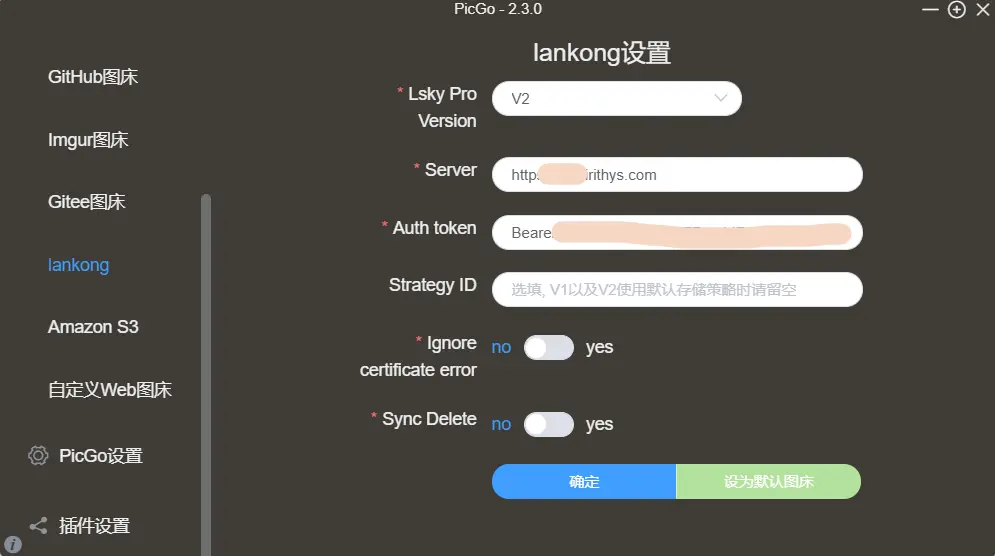 PicGo - 2.3.0
lankong设置
GitHub图床
Imgur图床
Gitee图床
lankong
Amazon S3
自定义Web图床
PicGo设置
插件设置
* Lsky Pro
Version
V2
* Server
http
irithys.com
* Auth token
Beare
Strategy ID
选填, V1以及V2使用默认存储策略时请留空
* Ignore
certificate error
no
yes
* Sync Delete
no
yes
确定
设为默认图床